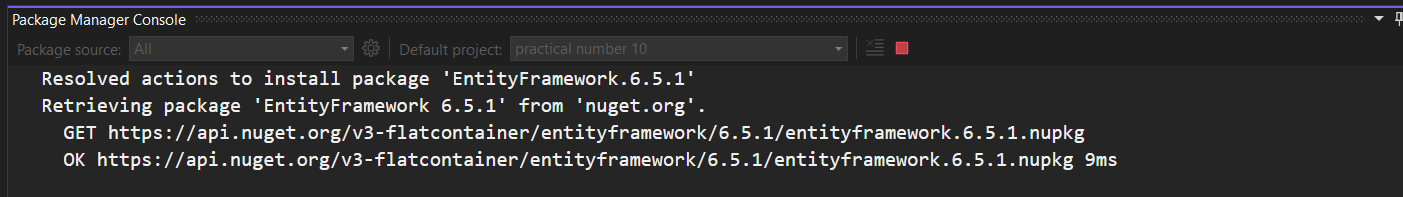 Package Manager Console
Package source: All Default project: practical number 10
Resolved actions to install package 'EntityFramework.6.5.1'
Retrieving package 'EntityFramework 6.5.1' from 'nuget.org'.
GET https://api.nuget.org/v3-flatcontainer/entityframework/6.5.1/entityframework.6.5.1.nupkg
OK https://api.nuget.org/v3-flatcontainer/entityframework/6.5.1/entityframework.6.5.1.nupkg 9ms